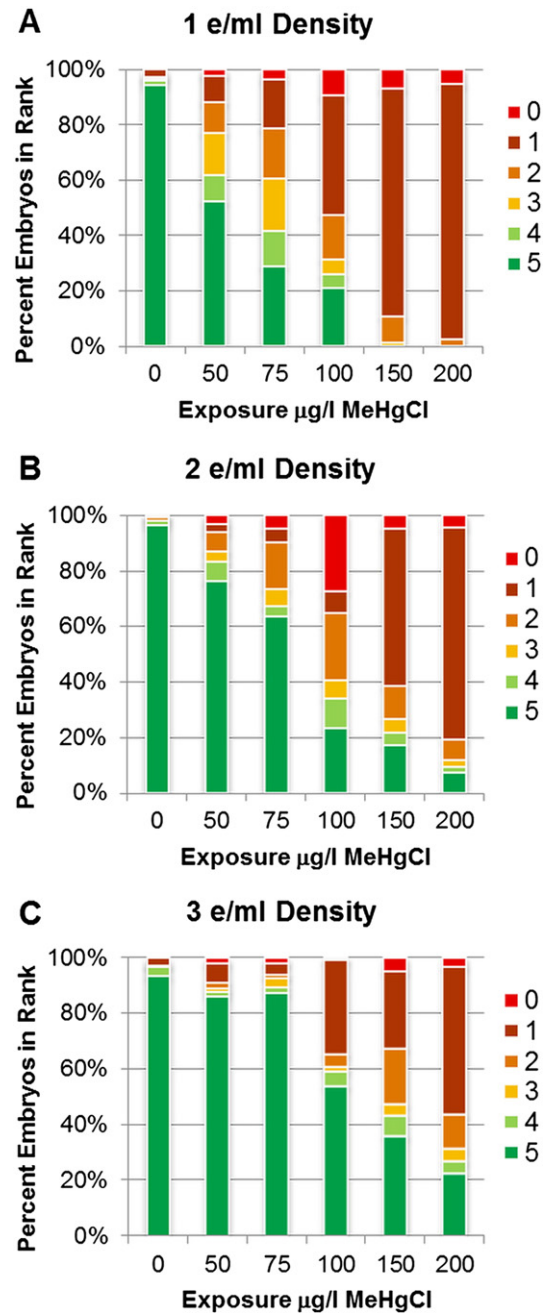 A
1 e/ml Density
Percent Embryos in Rank
100%
80%
60%
40%
20%
0%
0 50 75 100 150 200
Exposure µg/l MeHgCl
0
1
2
3
4
5
B
2 e/ml Density
Percent Embryos in Rank
100%
80%
60%
40%
20%
0%
0 50 75 100 150 200
Exposure µg/l MeHgCl
0
1
2
3
4
5
C
3 e/ml Density
Percent Embryos in Rank
100%
80%
60%
40%
20%
0%
0 50 75 100 150 200
Exposure µg/l MeHgCl
0
1
2
3
4
5